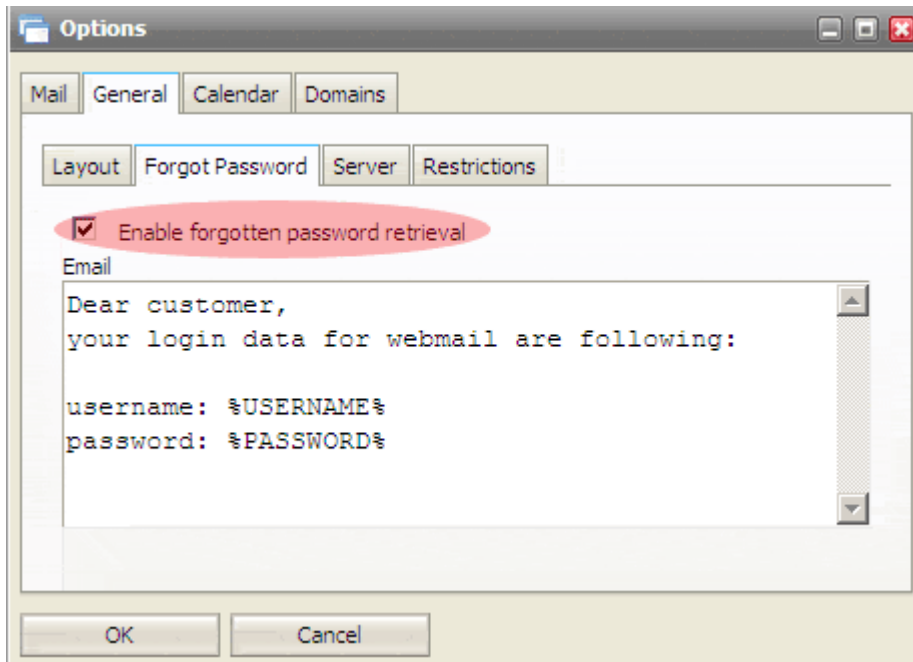 Options
Mail General Calendar Domains
Layout Forgot Password Server Restrictions
Enable forgotten password retrieval
Email
Dear customer,
your login data for webmail are following:
username: %USERNAME%
password: %PASSWORD%
OK Cancel